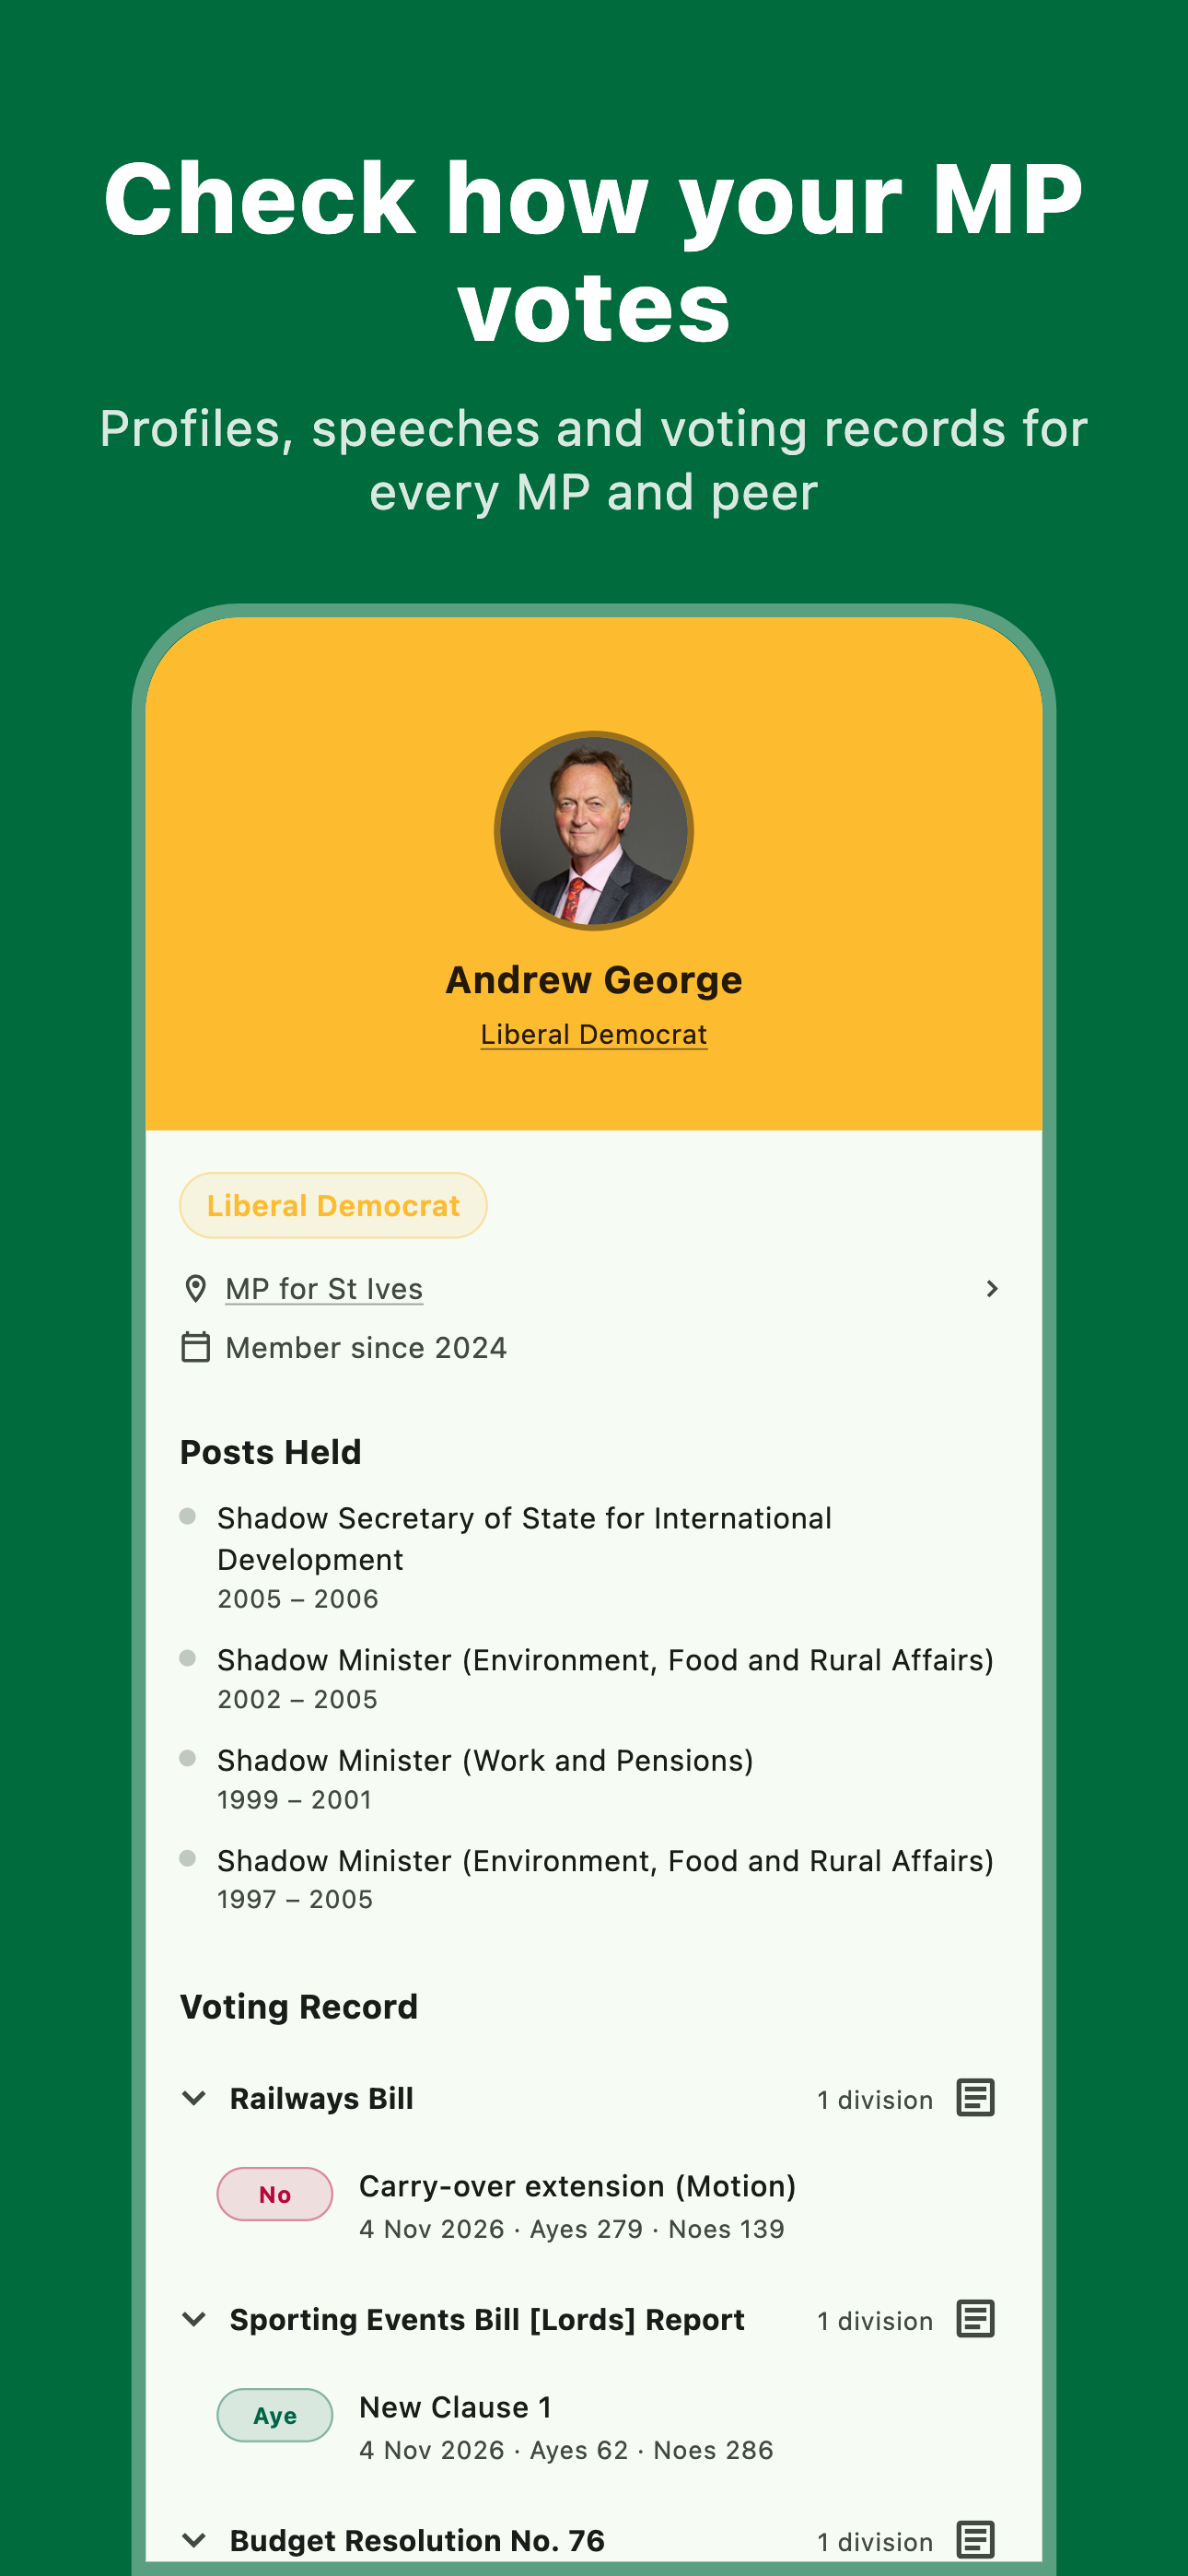 Check how your MP
votes
Profiles, speeches and voting records for
every MP and peer
Andrew George
Liberal Democrat
Liberal Democrat
MP for St Ives
Member since 2024
Posts Held
Shadow Secretary of State for International
Development
2005 – 2006
Shadow Minister (Environment, Food and Rural Affairs)
2002 – 2005
Shadow Minister (Work and Pensions)
1999 – 2001
Shadow Minister (Environment, Food and Rural Affairs)
1997 – 2005
Voting Record
Railways Bill 1 division
No Carry-over extension (Motion)
4 Nov 2026 · Ayes 279 · Noes 139
Sporting Events Bill [Lords] Report 1 division
Aye New Clause 1
4 Nov 2026 · Ayes 62 · Noes 286
Budget Resolution No. 76 1 division